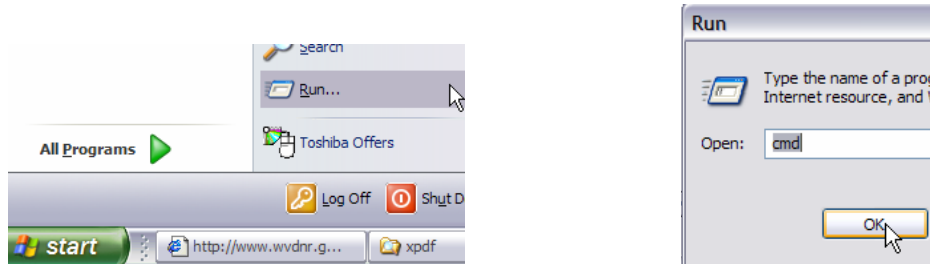 Search
Run...
All Programs
Toshiba Offers
Log Off
Shut D
start
http://www.wvdnr.g...
xpdf
Run
Type the name of a prog
Internet resource, and
Open:
cmd
OK